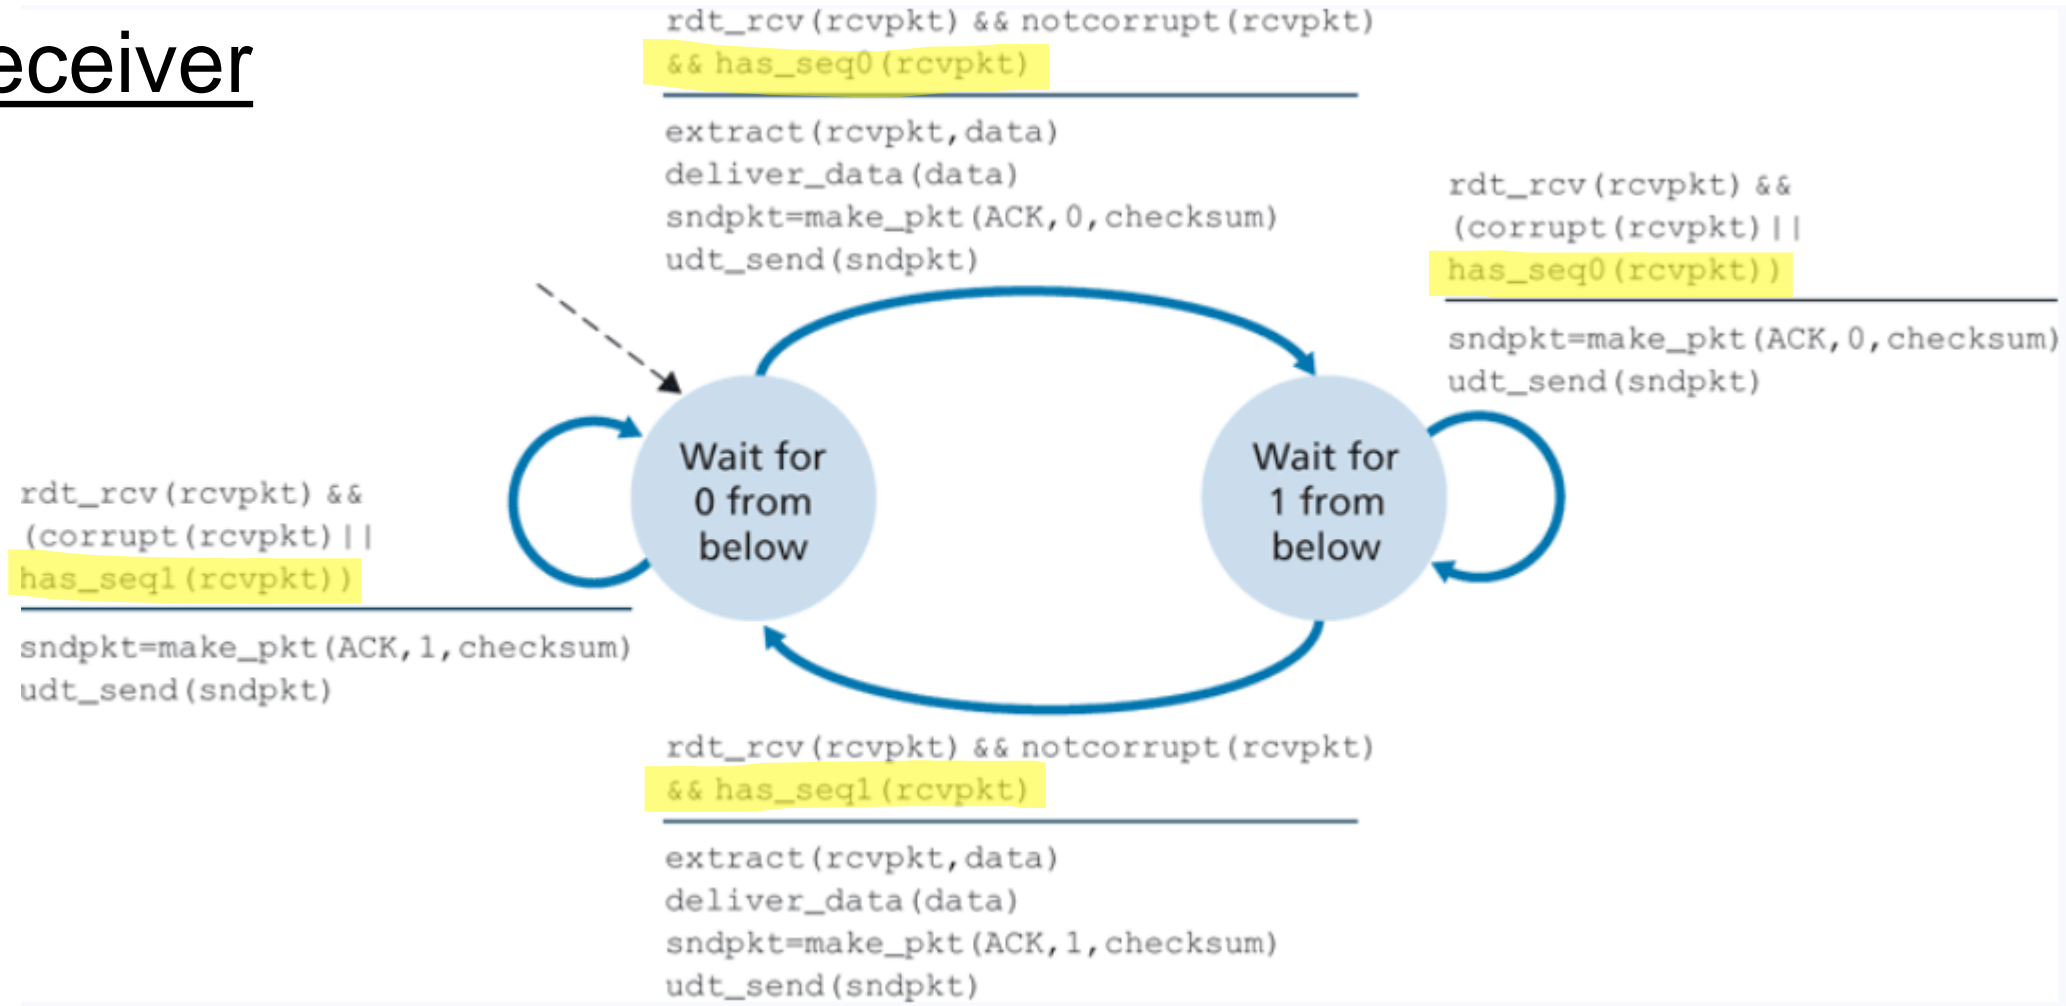 eceiver
rdt_rcv(rcvpkt) && notcorrupt(rcvpkt)
&& has_seq0(rcvpkt)
extract(rcvpkt,data)
deliver_data(data)
sndpkt=make_pkt(ACK,0,checksum)
udt_send(sndpkt)
rdt_rcv(rcvpkt) &&
(corrupt(rcvpkt)||
has_seq0(rcvpkt))
sndpkt=make_pkt(ACK,0,checksum)
udt_send(sndpkt)
Wait for
0 from
below
Wait for
1 from
below
rdt_rcv(rcvpkt) &&
(corrupt(rcvpkt)||
has_seq1(rcvpkt))
sndpkt=make_pkt(ACK,1,checksum)
udt_send(sndpkt)
rdt_rcv(rcvpkt) && notcorrupt(rcvpkt)
&& has_seq1(rcvpkt)
extract(rcvpkt,data)
deliver_data(data)
sndpkt=make_pkt(ACK,1,checksum)
udt_send(sndpkt)